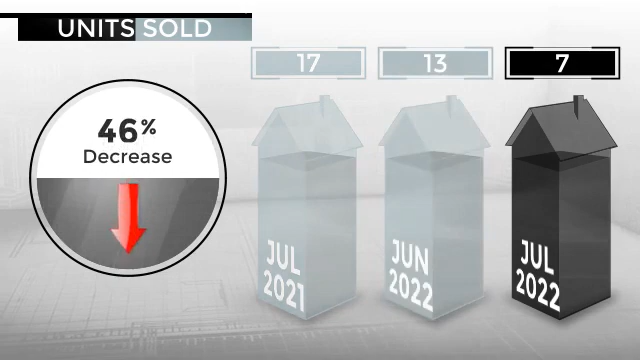 UNITS SOLD
17
13
7
46%
Decrease
JUL
2021
JUN
2022
JUL
2022